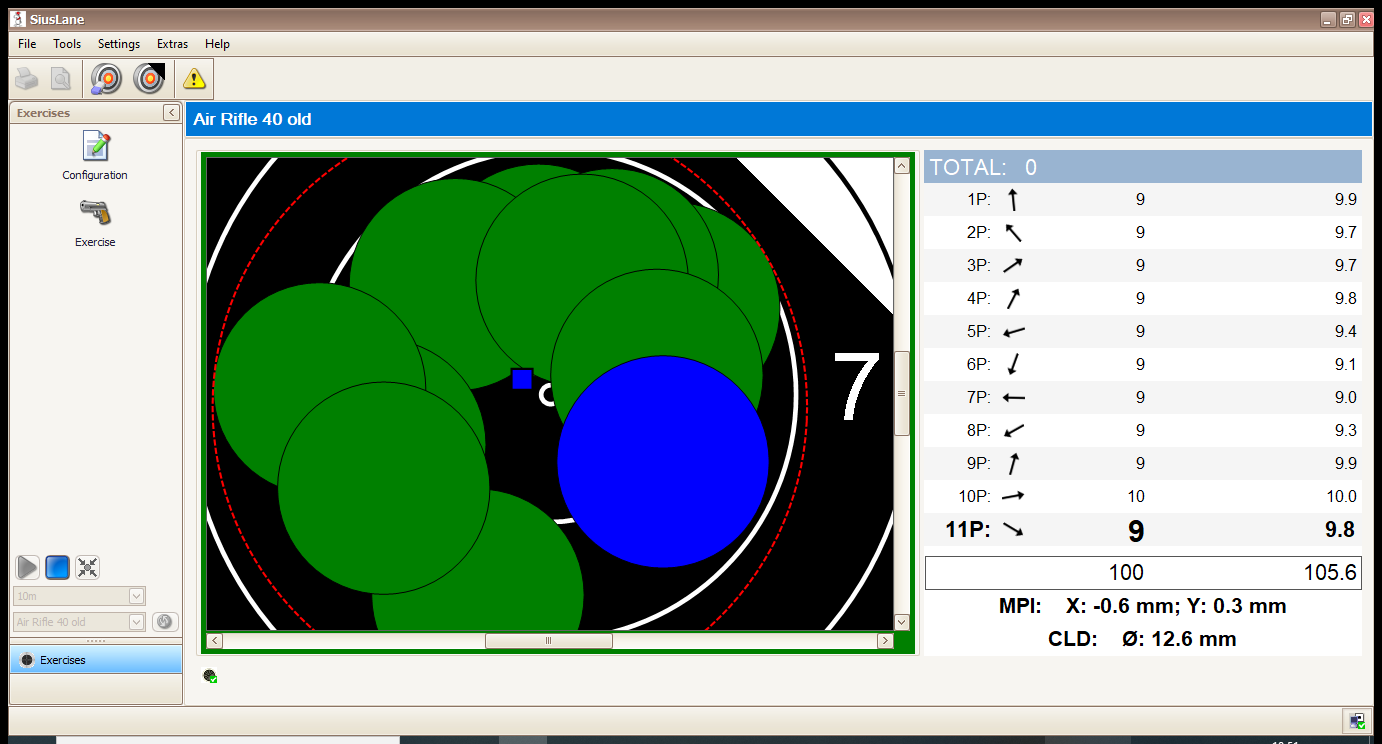 SiusLane
File Tools Settings Extras Help
Exercises
Configuration
Exercise
10m
Air Rifle 40 old
Exercises
Air Rifle 40 old
7
TOTAL: 0
1P: 9 9.9
2P: 9 9.7
3P: 9 9.7
4P: 9 9.8
5P: 9 9.4
6P: 9 9.1
7P: 9 9.0
8P: 9 9.3
9P: 9 9.9
10P: 10 10.0
11P: 9 9.8
100 105.6
MPI: X: -0.6 mm; Y: 0.3 mm
CLD: Ø: 12.6 mm